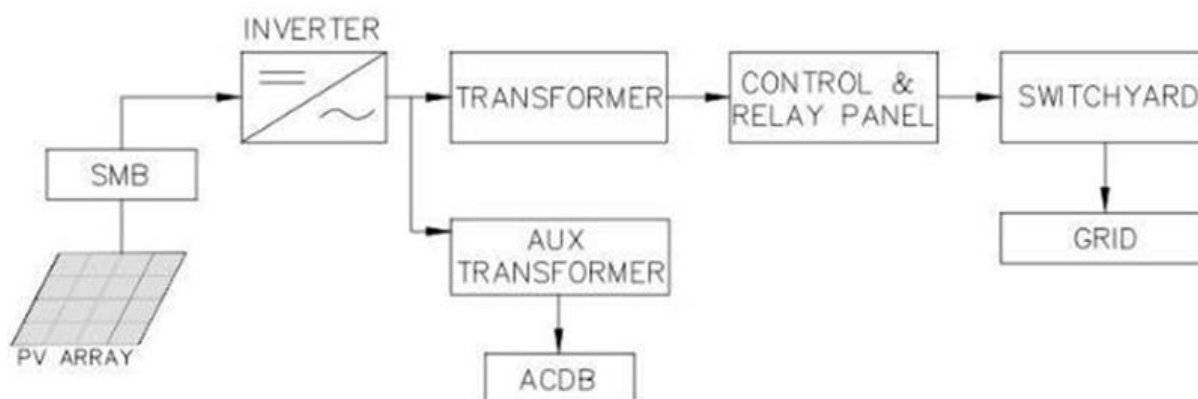 INVERTER
TRANSFORMER
CONTROL &
RELAY PANEL
SWITCHYARD
SMB
AUX
TRANSFORMER
GRID
PV ARRAY
ACDB